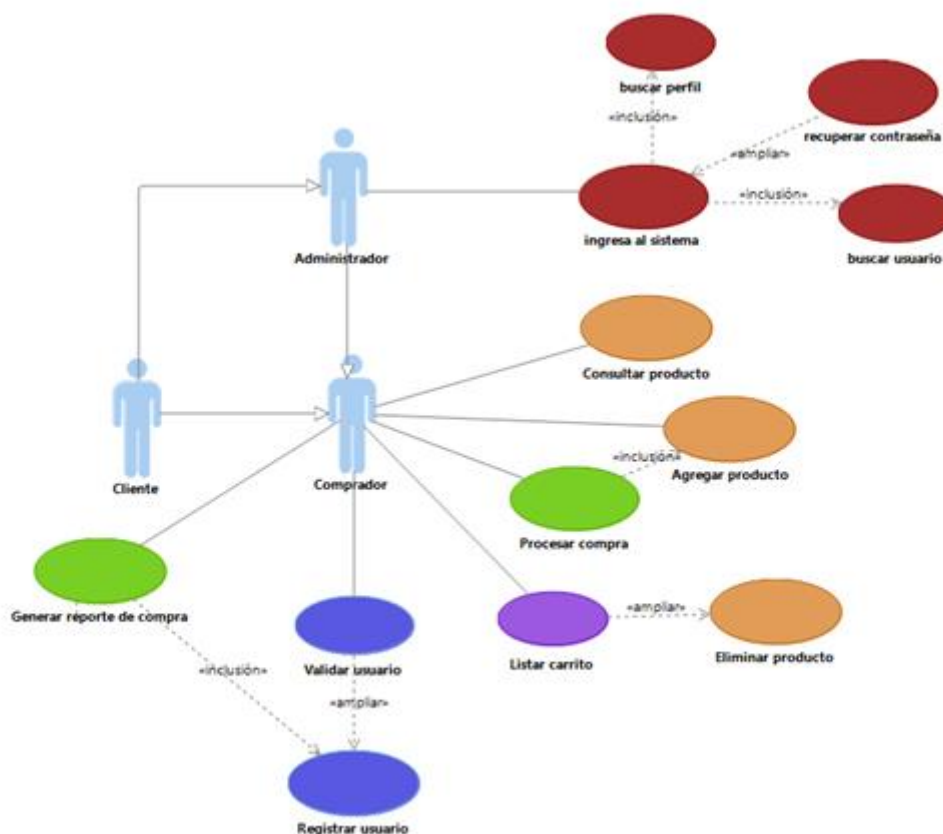 buscar perfil
«inclusión»
recuperar contraseña
«ampliar»
«inclusión»
ingresa al sistema
buscar usuario
Administrador
Consultar producto
«inclusión»
Agregar producto
Cliente
Comprador
Procesar compra
Generar reporte de compra
«ampliar»
Listar carrito
Eliminar producto
Validar usuario
«inclusión»
«ampliar»
Registrar usuario